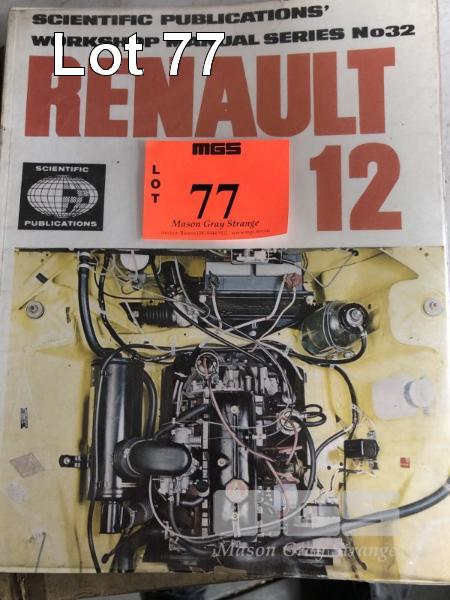 SCIENTIFIC PUBLICATIONS'
WORKSHOP MANUAL SERIES No32
Lot 77
RENAULT
12
SCIENTIFIC
PUBLICATIONS
MGS
LOT
77
Mason Gray Strange
Mason Gray Strange